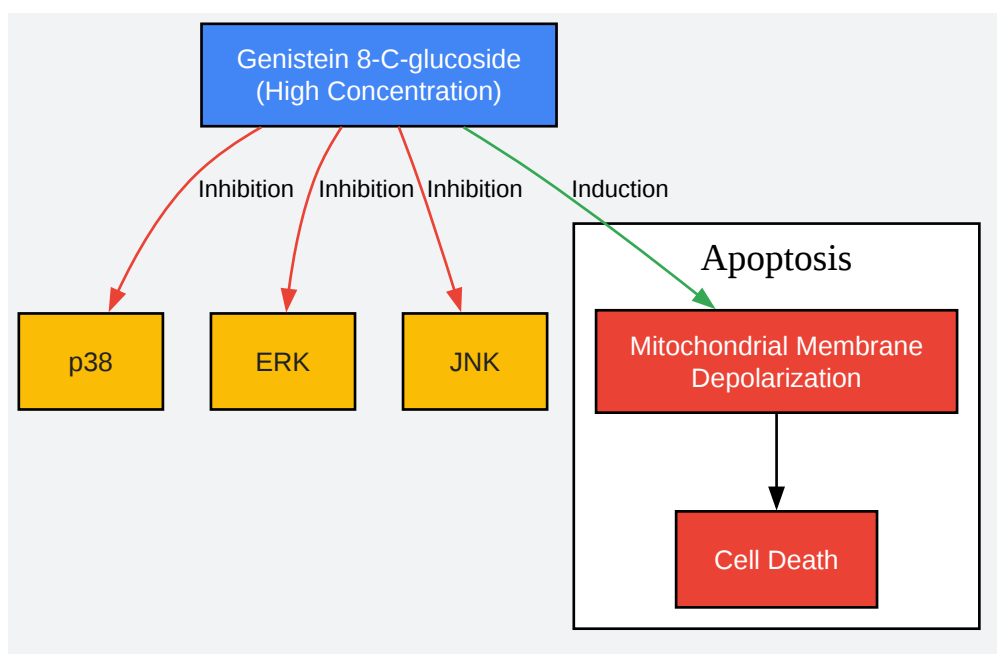 Genistein 8-C-glucoside
(High Concentration)
Inhibition
Inhibition
Inhibition
Induction
Apoptosis
p38
ERK
JNK
Mitochondrial Membrane
Depolarization
Cell Death